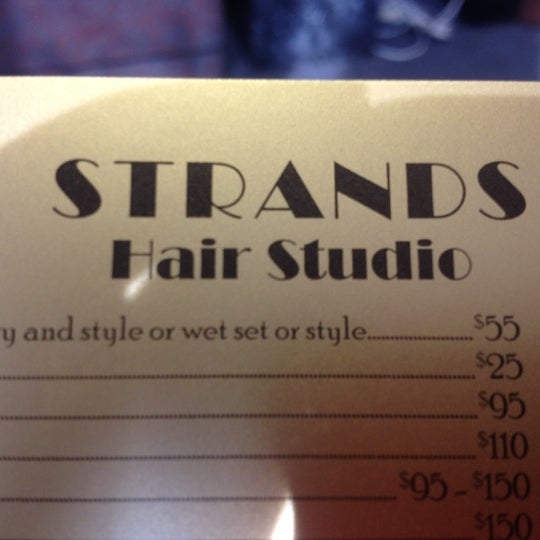 STRANDS
Hair Studio
y and style or wet set or style........................$55
$25
$95
$110
$95 - $150
$150